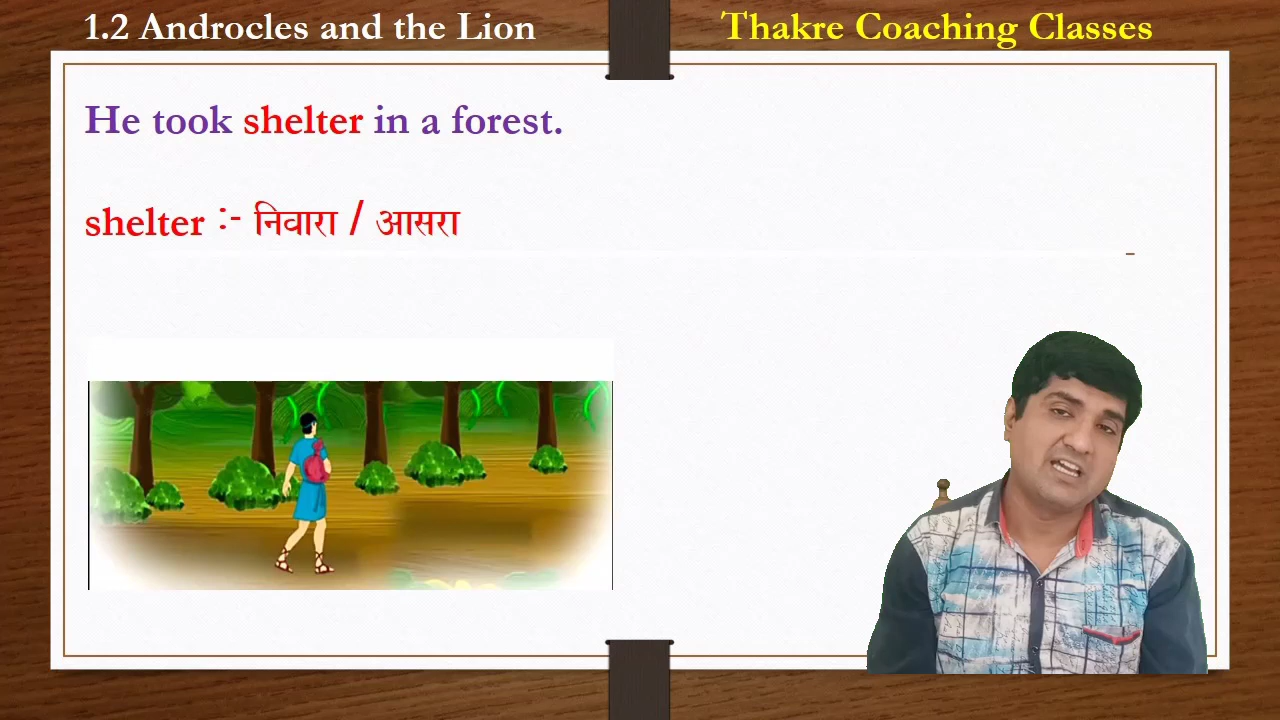 1.2 Androcles and the Lion
Thakre Coaching Classes
He took shelter in a forest.
shelter :- निवारा / आसरा